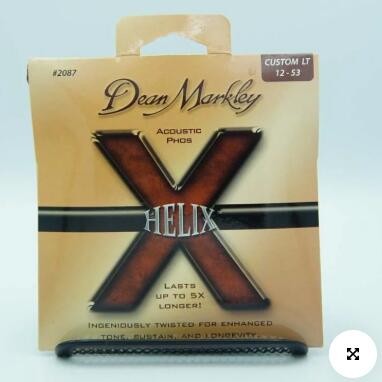 #2087
Dean Markley
CUSTOM LT
12 - 53
ACOUSTIC
PHOS
HELIX
X
LASTS
UP TO 5X
LONGER!
INGENIOUSLY TWISTED FOR ENHANCED
TONE, SUSTAIN, AND LONGEVITY.